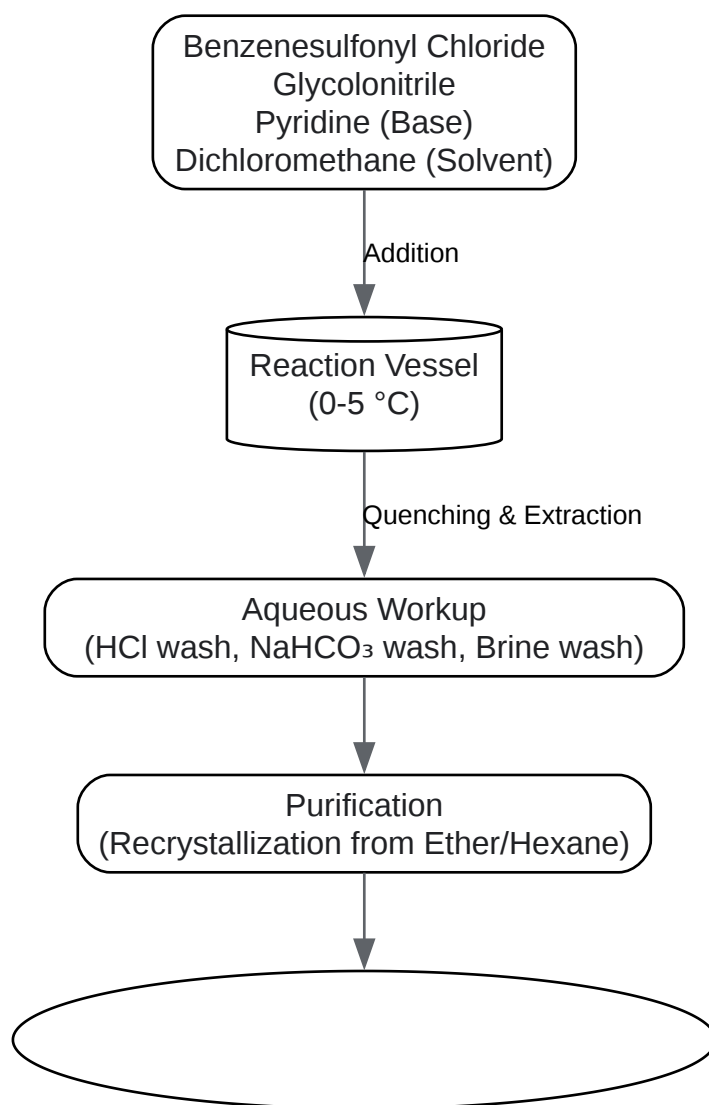 Benzenesulfonyl Chloride
Glycolonitrile
Pyridine (Base)
Dichloromethane (Solvent)
Addition
Reaction Vessel
(0-5 °C)
Quenching & Extraction
Aqueous Workup
(HCl wash, NaHCO₃ wash, Brine wash)
Purification
(Recrystallization from Ether/Hexane)